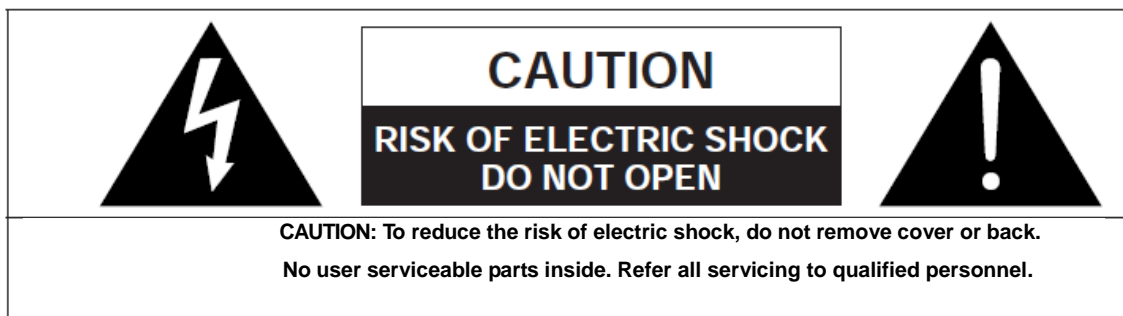 CAUTION
RISK OF ELECTRIC SHOCK
DO NOT OPEN
CAUTION: To reduce the risk of electric shock, do not remove cover or back.
No user serviceable parts inside. Refer all servicing to qualified personnel.